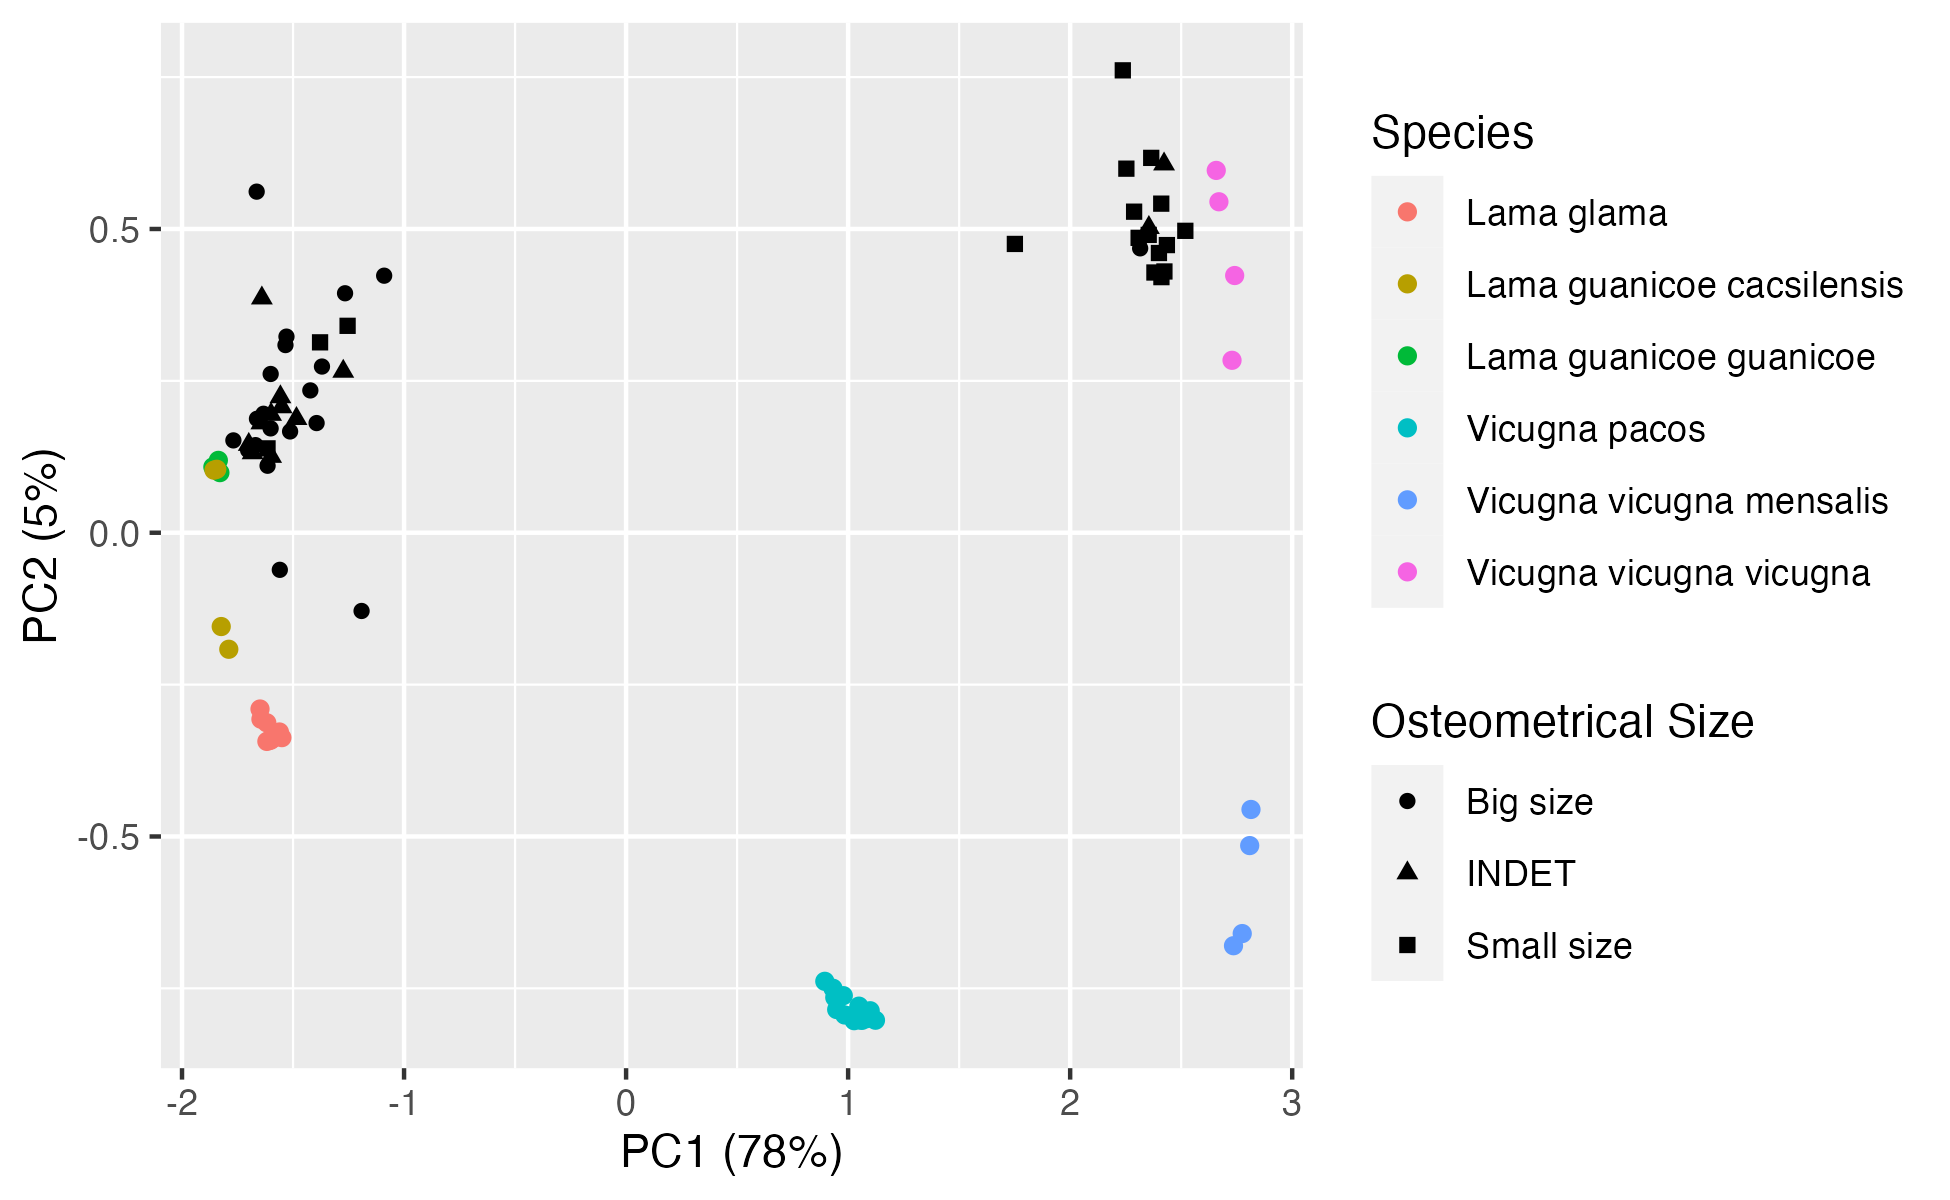 Species
Lama glama
Lama guanicoe cacsilensis
Lama guanicoe guanicoe
Vicugna pacos
Vicugna vicugna mensalis
Vicugna vicugna vicugna
Osteometrical Size
Big size
INDET
Small size
PC2 (5%)
0.5
0.0
-0.5
-2
-1
0
1
2
3
PC1 (78%)